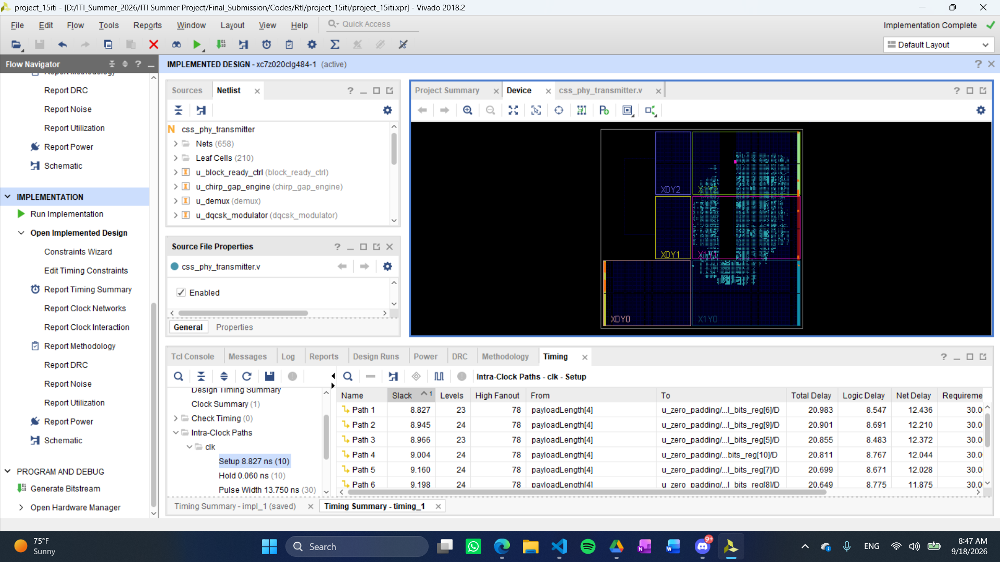 project_15iti - [D:/ITI_Summer_2026/ITI Summer Project/Final_Submission/Codes/Rtl/project_15iti/project_15iti.xpr] - Vivado 2018.2
File Edit Flow Tools Reports Window Layout View Help Quick Access
Implementation Complete
Default Layout
Flow Navigator
IMPLEMENTED DESIGN - xc7z020clg484-1 (active)
Report Methodology
Report DRC
Report Noise
Report Utilization
Report Power
Schematic
IMPLEMENTATION
Run Implementation
Open Implemented Design
Constraints Wizard
Edit Timing Constraints
Report Timing Summary
Report Clock Networks
Report Clock Interaction
Report Methodology
Report DRC
Report Noise
Report Utilization
Report Power
Schematic
PROGRAM AND DEBUG
Generate Bitstream
Open Hardware Manager
Sources Netlist
css_phy_transmitter
Nets (658)
Leaf Cells (210)
u_block_ready_ctrl (block_ready_ctrl)
u_chirp_gap_engine (chirp_gap_engine)
u_demux (demux)
u_dqcsk_modulator (dqcsk_modulator)
Source File Properties
css_phy_transmitter.v
Enabled
General Properties
Project Summary Device css_phy_transmitter.v
X0Y2
X0Y1
X0Y0 X1Y0
Tcl Console Messages Log Reports Design Runs Power DRC Methodology Timing
Intra-Clock Paths - clk - Setup
Design Timing Summary
Clock Summary (1)
Check Timing (0)
Intra-Clock Paths
clk
Setup 8.827 ns (10)
Hold 0.060 ns (10)
Pulse Width 13.750 ns (30)
Name Slack 1 Levels High Fanout From To Total Delay Logic Delay Net Delay Requireme
Path 1 8.827 23 78 payloadLength[4] u_zero_padding/...l_bits_reg[6]/D 20.983 8.547 12.436 30.0
Path 2 8.945 24 78 payloadLength[4] u_zero_padding/...l_bits_reg[9]/D 20.901 8.691 12.210 30.0
Path 3 8.966 23 78 payloadLength[4] u_zero_padding/...l_bits_reg[5]/D 20.855 8.483 12.372 30.0
Path 4 9.004 24 78 payloadLength[4] u_zero_padding/...bits_reg[10]/D 20.811 8.767 12.044 30.0
Path 5 9.160 24 78 payloadLength[4] u_zero_padding/...l_bits_reg[7]/D 20.699 8.671 12.028 30.0
Path 6 9.198 24 78 payloadLength[4] u_zero_padding/...l_bits_reg[8]/D 20.649 8.775 11.875 30.0
Timing Summary - impl_1 (saved) Timing Summary - timing_1
75°F
Sunny
Search
9+
ENG
8:47 AM
9/18/2026